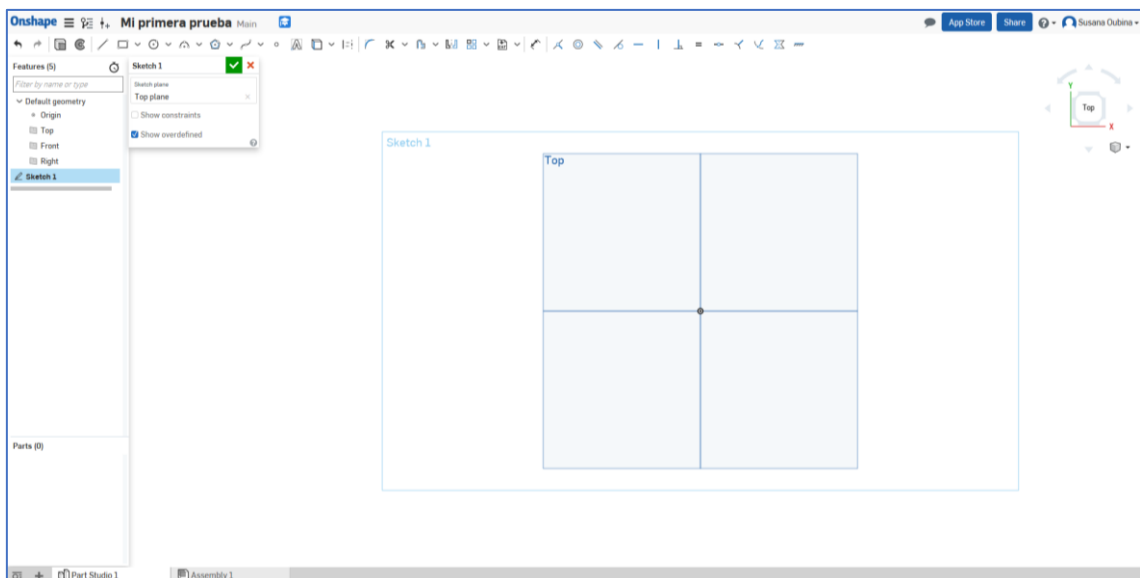 Onshape Mi primera prueba Main App Store Share Susana Oubina
Features (5)
Filter by name or type
Default geometry
Origin
Top
Front
Right
Sketch 1
Sketch 1
Sketch plane
Top plane
Show constraints
Show overdefined
Sketch 1
Top
Y
Top
X
Parts (0)
Part Studio 1 Assembly 1